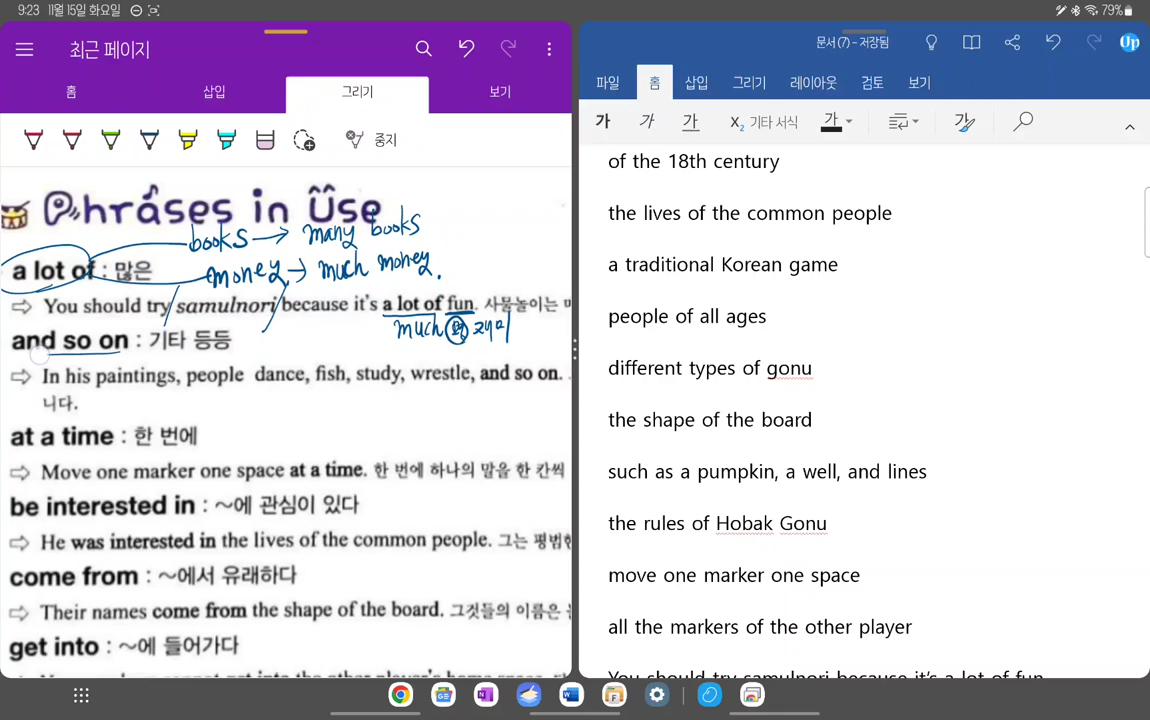 9:23 11월 15일 화요일
79%
최근 페이지
홈 삽입 그리기 보기
중지
Phrases in Use
books → many books
a lot of : 많은
money → much money.
You should try samulnori because it's a lot of fun. 사물놀이는
much 의 재미
and so on : 기타 등등
In his paintings, people dance, fish, study, wrestle, and so on.
니다.
at a time : 한 번에
Move one marker one space at a time. 한 번에 하나의 말을 한 칸씩
be interested in : ~에 관심이 있다
He was interested in the lives of the common people. 그는
come from : ~에서 유래하다
Their names come from the shape of the board. 그것들의 이름은
get into : ~에 들어가다
문서 (7) - 저장됨
Up
파일 홈 삽입 그리기 레이아웃 검토 보기
가 가 가 X₂ 기타 서식 가
of the 18th century
the lives of the common people
a traditional Korean game
people of all ages
different types of gonu
the shape of the board
such as a pumpkin, a well, and lines
the rules of Hobak Gonu
move one marker one space
all the markers of the other player
You should try samulnori because it's a lot of fun